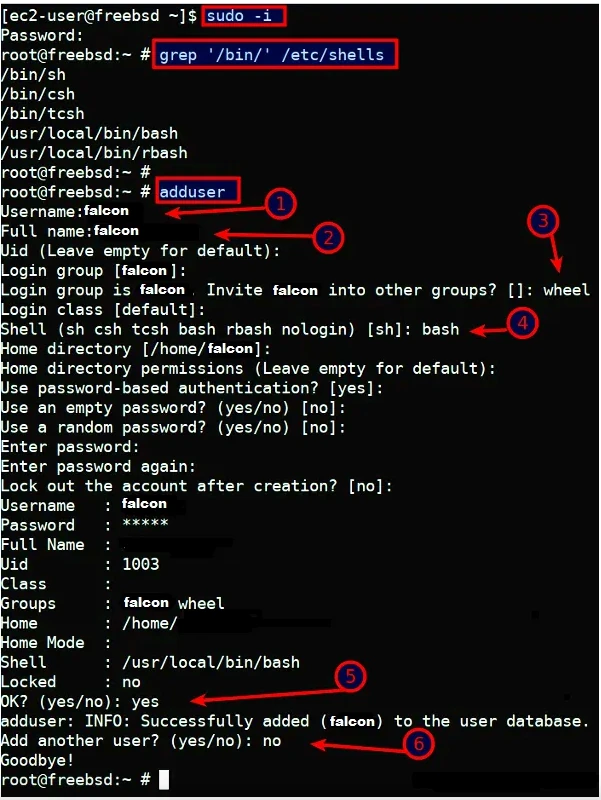 [ec2-user@freebsd ~]$ sudo -i
Password:
root@freebsd:~ # grep '/bin/' /etc/shells
/bin/sh
/bin/csh
/bin/tcsh
/usr/local/bin/bash
/usr/local/bin/rbash
root@freebsd:~ #
root@freebsd:~ # adduser
Username:falcon 1
Full name:falcon 2
Uid (Leave empty for default): 3
Login group [falcon]:
Login group is falcon . Invite falcon into other groups? []: wheel
Login class [default]:
Shell (sh csh tcsh bash rbash nologin) [sh]: bash 4
Home directory [/home/falcon]:
Home directory permissions (Leave empty for default):
Use password-based authentication? [yes]:
Use an empty password? (yes/no) [no]:
Use a random password? (yes/no) [no]:
Enter password:
Enter password again:
Lock out the account after creation? [no]:
Username : falcon
Password : *****
Full Name :
Uid : 1003
Class :
Groups : falcon wheel
Home : /home/
Home Mode :
Shell : /usr/local/bin/bash
Locked : no 5
OK? (yes/no): yes
adduser: INFO: Successfully added (falcon) to the user database.
Add another user? (yes/no): no 6
Goodbye!
root@freebsd:~ #